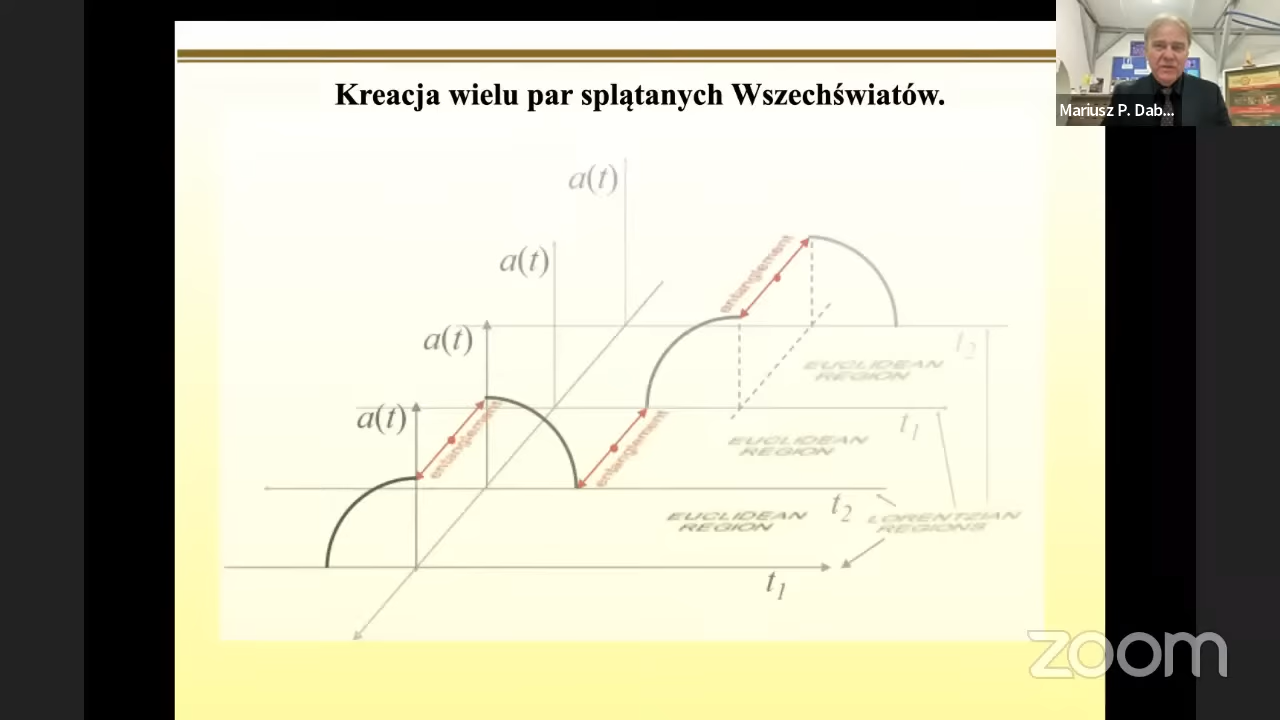 Kreacja wielu par splątanych Wszechświatów.
Mariusz P. Dab...
a(t)
a(t)
a(t)
a(t)
entanglement
entanglement
entanglement
entanglement
t2
EUCLIDEAN
REGION
t1
EUCLIDEAN
REGION
t2
EUCLIDEAN
REGION
LORENTZIAN
REGIONS
t1
zoom